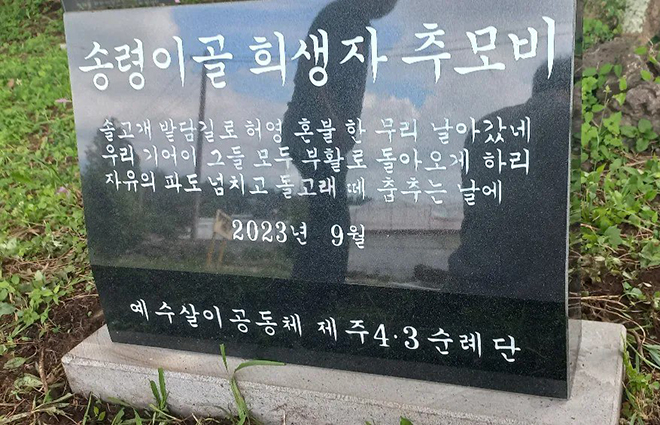 송령이골 희생자 추모비
솔고개 밭담길로 허영 혼불 한 무리 날아갔네
우리 기어이 그들 모두 부활로 돌아오게 하리
자유의 파도 넘치고 돌고래 떼 춤추는 날에
2023년 9월
예수살이공동체 제주4·3순례단